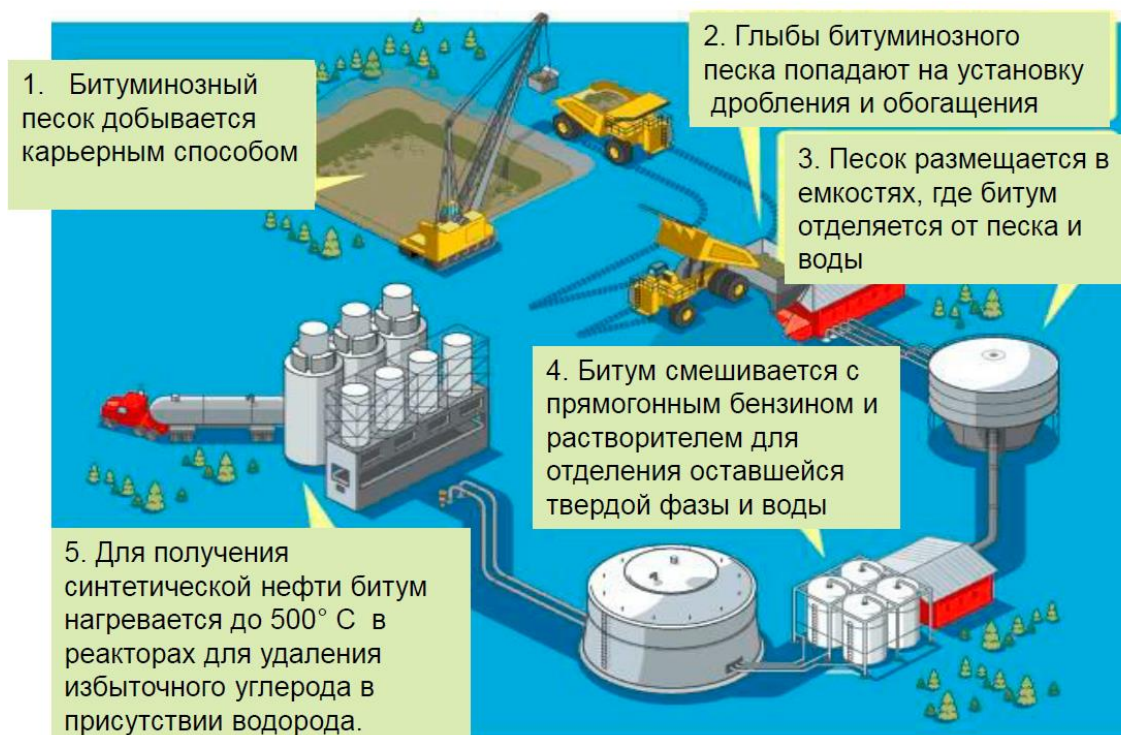 1. Битуминозный
песок добывается
карьерным способом
2. Глыбы битуминозного
песка попадают на установку
дробления и обогащения
3. Песок размещается в
емкостях, где битум
отделяется от песка и
воды
4. Битум смешивается с
прямогонным бензином и
растворителем для
отделения оставшейся
твердой фазы и воды
5. Для получения
синтетической нефти битум
нагревается до 500° С в
реакторах для удаления
избыточного углерода в
присутствии водорода.